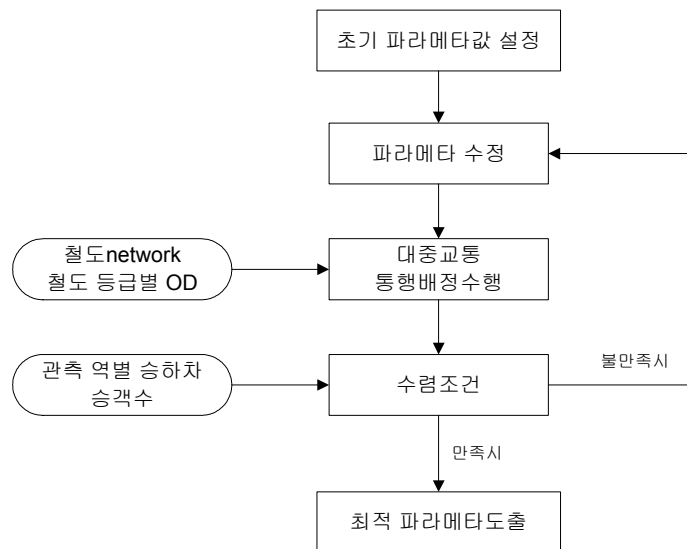 초기 파라메타값 설정
파라메타 수정
철도network
철도 등급별 OD
대중교통
통행배정수행
관측 역별 승하차
승객수
수렴조건
불만족시
만족시
최적 파라메타도출